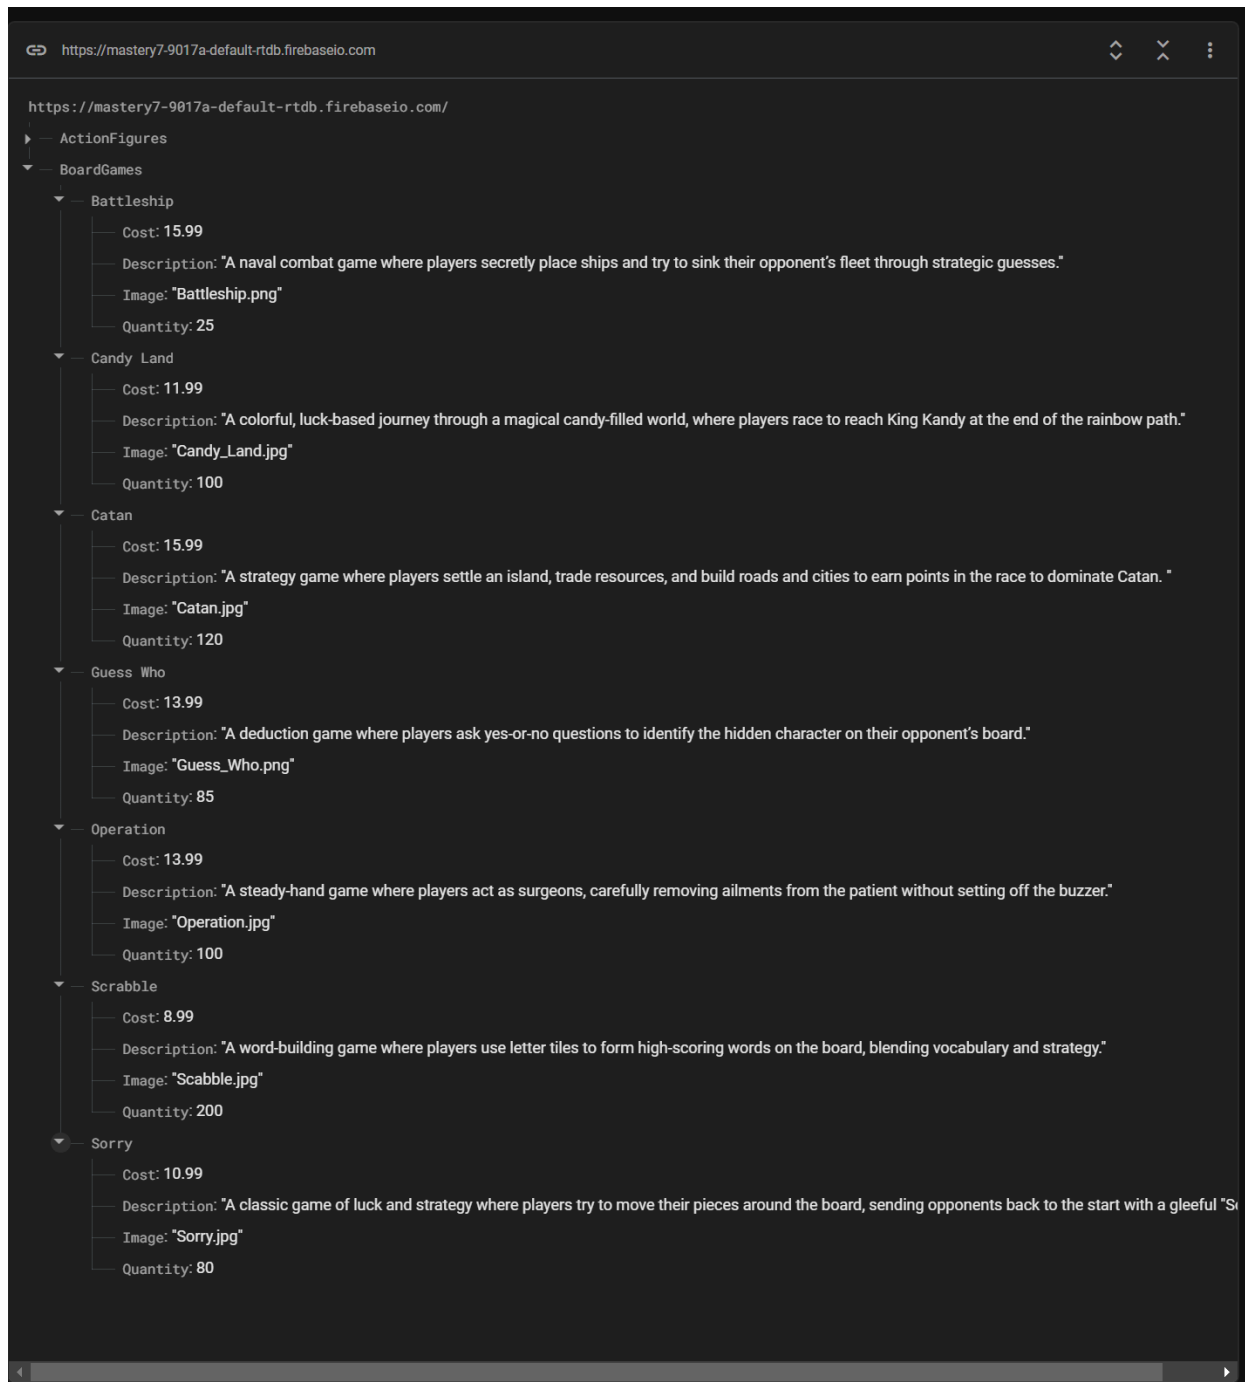 https://mastery7-9017a-default-rtdb.firebaseio.com
https://mastery7-9017a-default-rtdb.firebaseio.com/
ActionFigures
BoardGames
Battleship
Cost: 15.99
Description: "A naval combat game where players secretly place ships and try to sink their opponent’s fleet through strategic guesses."
Image: "Battleship.png"
Quantity: 25
Candy Land
Cost: 11.99
Description: "A colorful, luck-based journey through a magical candy-filled world, where players race to reach King Kandy at the end of the rainbow path."
Image: "Candy_Land.jpg"
Quantity: 100
Catan
Cost: 15.99
Description: "A strategy game where players settle an island, trade resources, and build roads and cities to earn points in the race to dominate Catan. "
Image: "Catan.jpg"
Quantity: 120
Guess Who
Cost: 13.99
Description: "A deduction game where players ask yes-or-no questions to identify the hidden character on their opponent’s board."
Image: "Guess_Who.png"
Quantity: 85
Operation
Cost: 13.99
Description: "A steady-hand game where players act as surgeons, carefully removing ailments from the patient without setting off the buzzer."
Image: "Operation.jpg"
Quantity: 100
Scrabble
Cost: 8.99
Description: "A word-building game where players use letter tiles to form high-scoring words on the board, blending vocabulary and strategy."
Image: "Scabble.jpg"
Quantity: 200
Sorry
Cost: 10.99
Description: "A classic game of luck and strategy where players try to move their pieces around the board, sending opponents back to the start with a gleeful
Image: "Sorry.jpg"
Quantity: 80